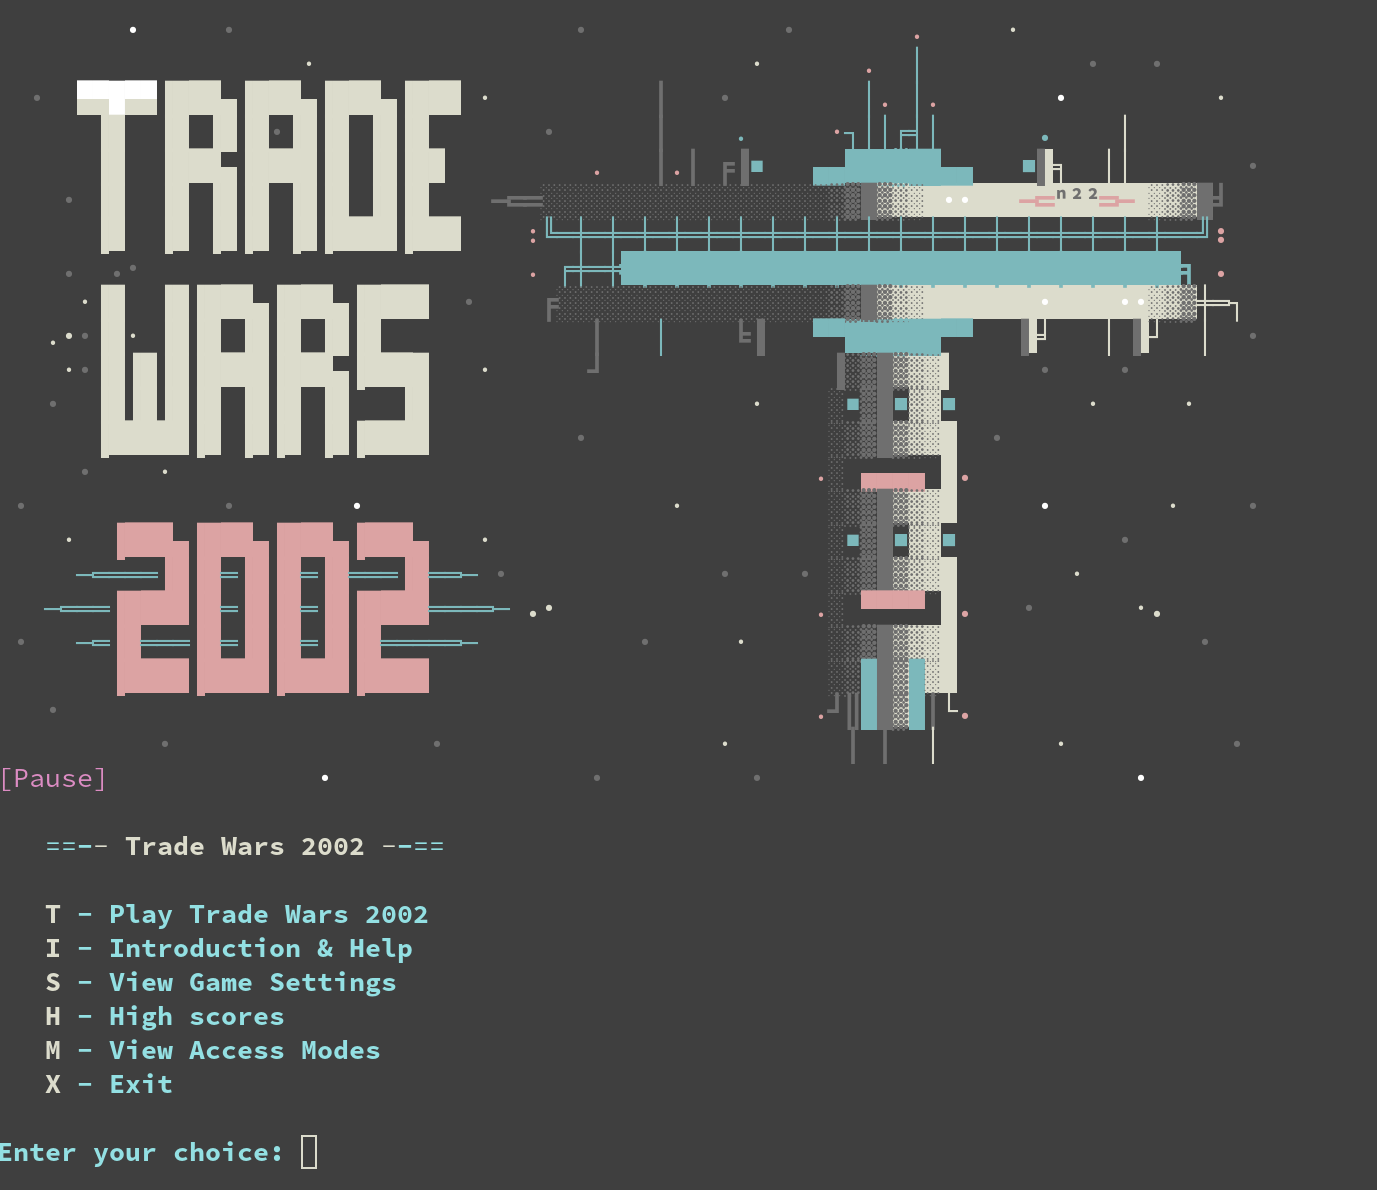 TRADE
WARS
2002
n22
[Pause]
==-- Trade Wars 2002 --==
T - Play Trade Wars 2002
I - Introduction & Help
S - View Game Settings
H - High scores
M - View Access Modes
X - Exit
Enter your choice: